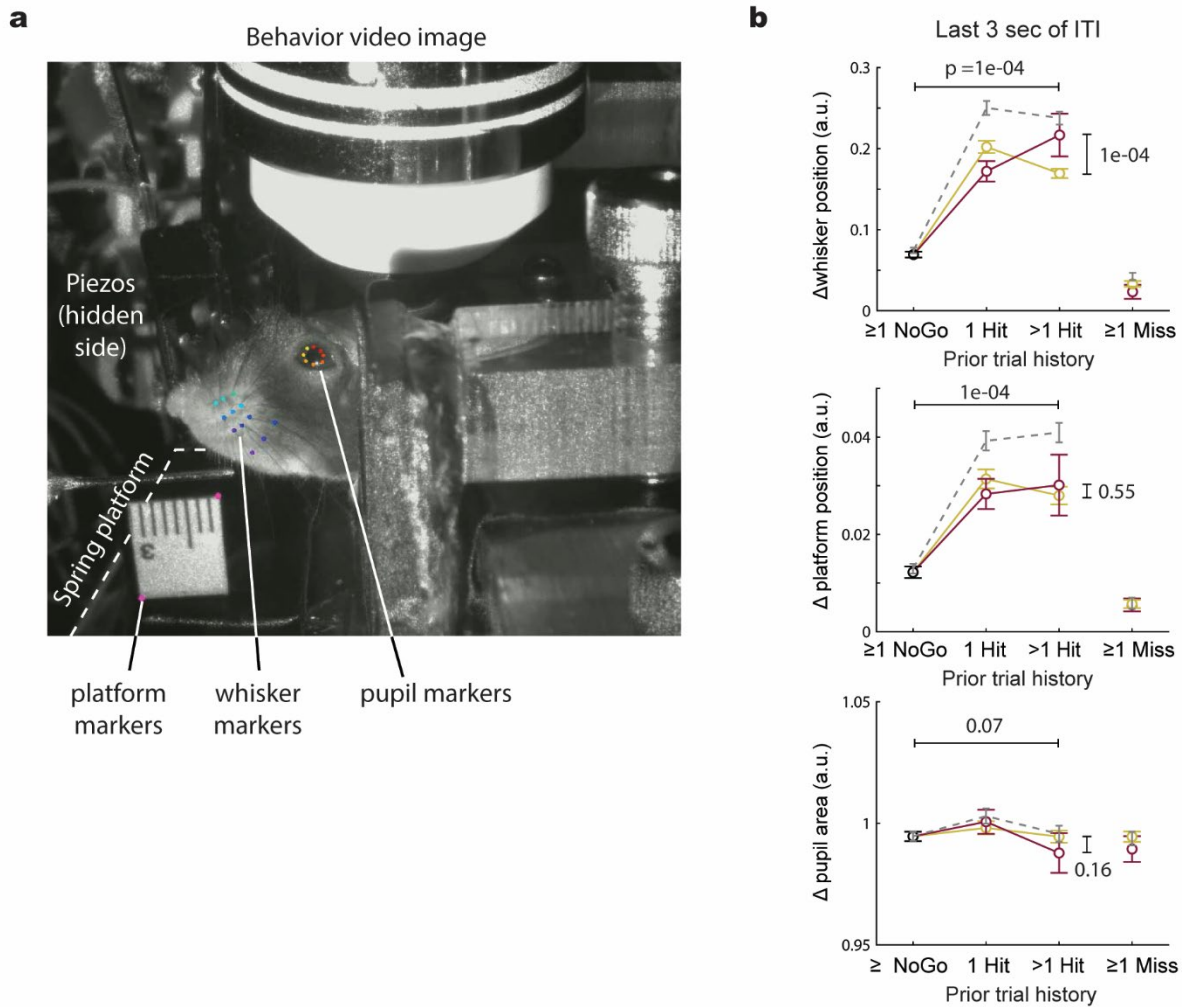 a
Behavior video image
Piezos
(hidden
side)
Spring platform
3
platform
markers
whisker
markers
pupil markers
b
Last 3 sec of ITI
Δwhisker position (a.u.)
0.3
0.2
0.1
0
p =1e-04
1e-04
≥1 NoGo 1 Hit >1 Hit ≥1 Miss
Prior trial history
Δ platform position (a.u.)
0.04
0.02
0
1e-04
0.55
≥1 NoGo 1 Hit >1 Hit ≥1 Miss
Prior trial history
Δ pupil area (a.u.)
1.05
1
0.95
0.07
0.16
≥ NoGo 1 Hit >1 Hit ≥1 Miss
Prior trial history